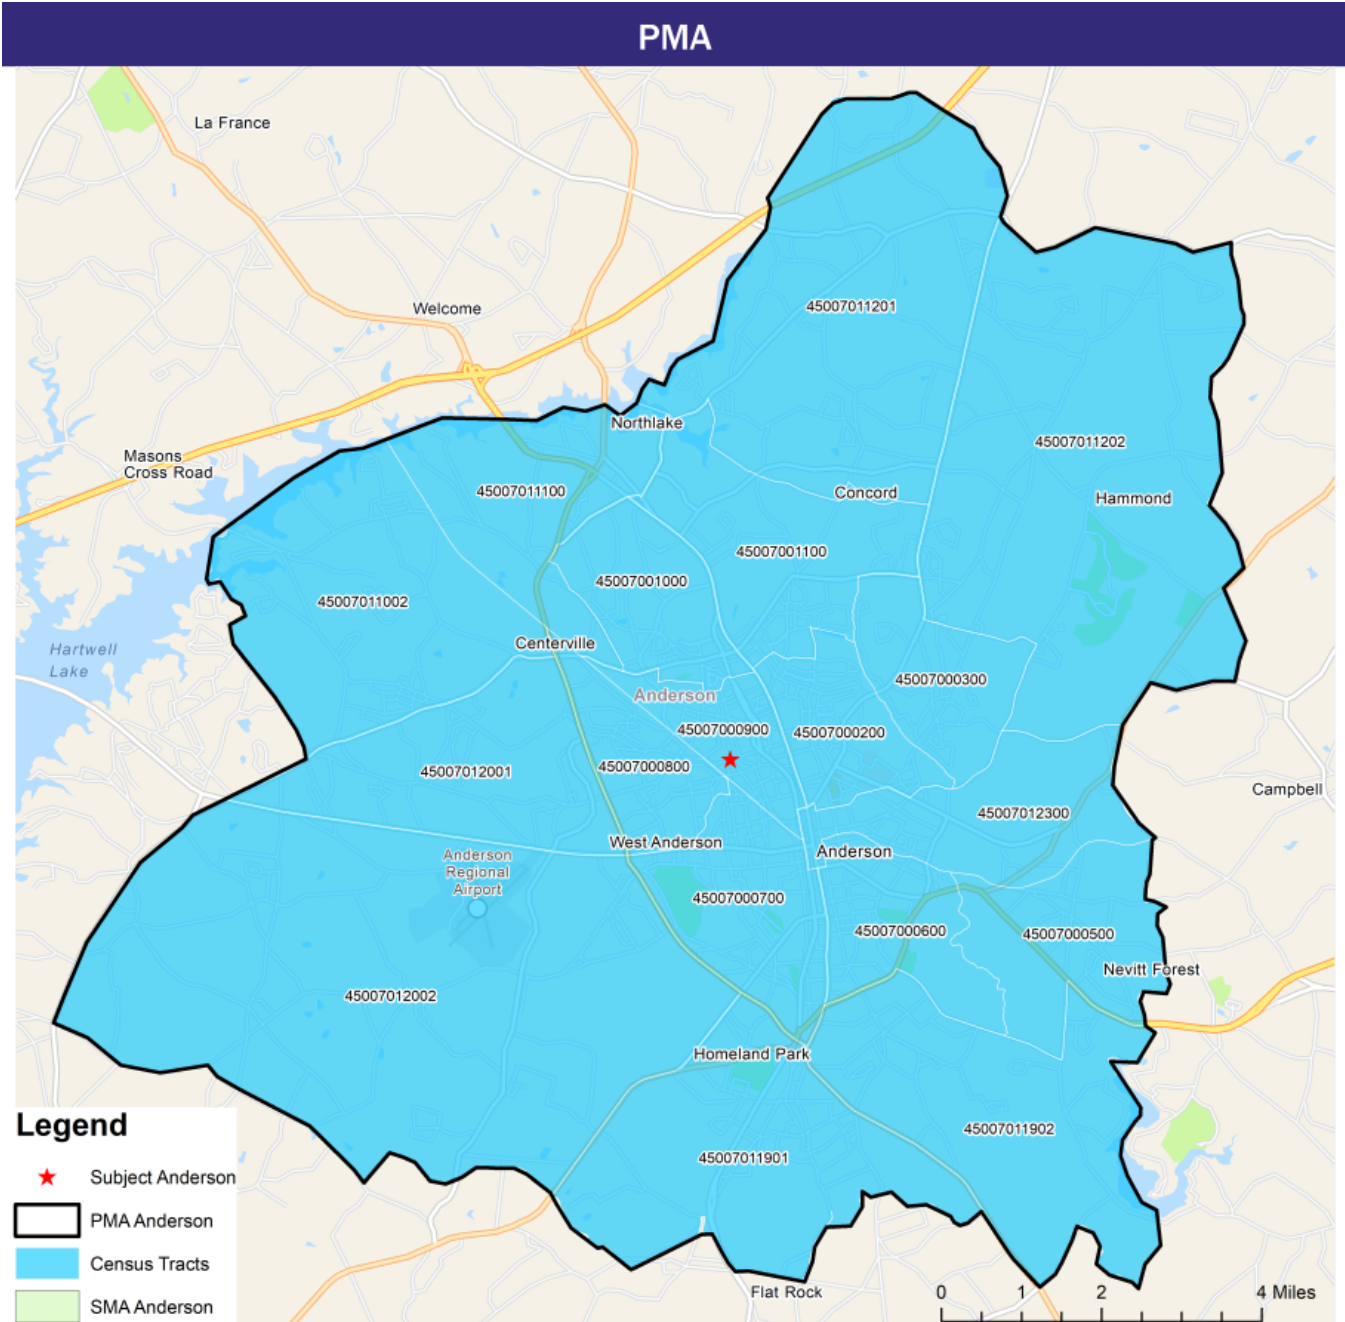 PMA
La France
Welcome
45007011201
Northlake
45007011202
Masons
Cross Road
45007011100
Concord
Hammond
45007001100
45007001000
45007011002
Centerville
Hartwell
Lake
45007000300
Anderson
45007000900
45007000200
45007000800
45007012001
Campbell
45007012300
West Anderson
Anderson
Anderson
Regional
Airport
45007000700
45007000600
45007000500
Nevitt Forest
45007012002
Homeland Park
45007011902
45007011901
Flat Rock
Legend
Subject Anderson
PMA Anderson
Census Tracts
SMA Anderson
0 1 2 4 Miles